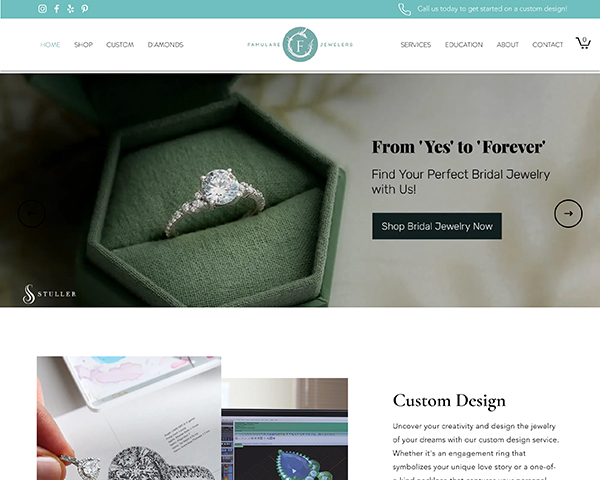 Call us today to get started on a custom design!
HOME SHOP CUSTOM DIAMONDS
FANULARE F JEWELERS
SERVICES EDUCATION ABOUT CONTACT 0
From 'Yes' to 'Forever'
Find Your Perfect Bridal Jewelry
with Us!
Shop Bridal Jewelry Now
STULLER
Custom Design
Uncover your creativity and design the jewelry
of your dreams with our custom design service.
Whether it's an engagement ring that
symbolizes your unique love story or a one-of-